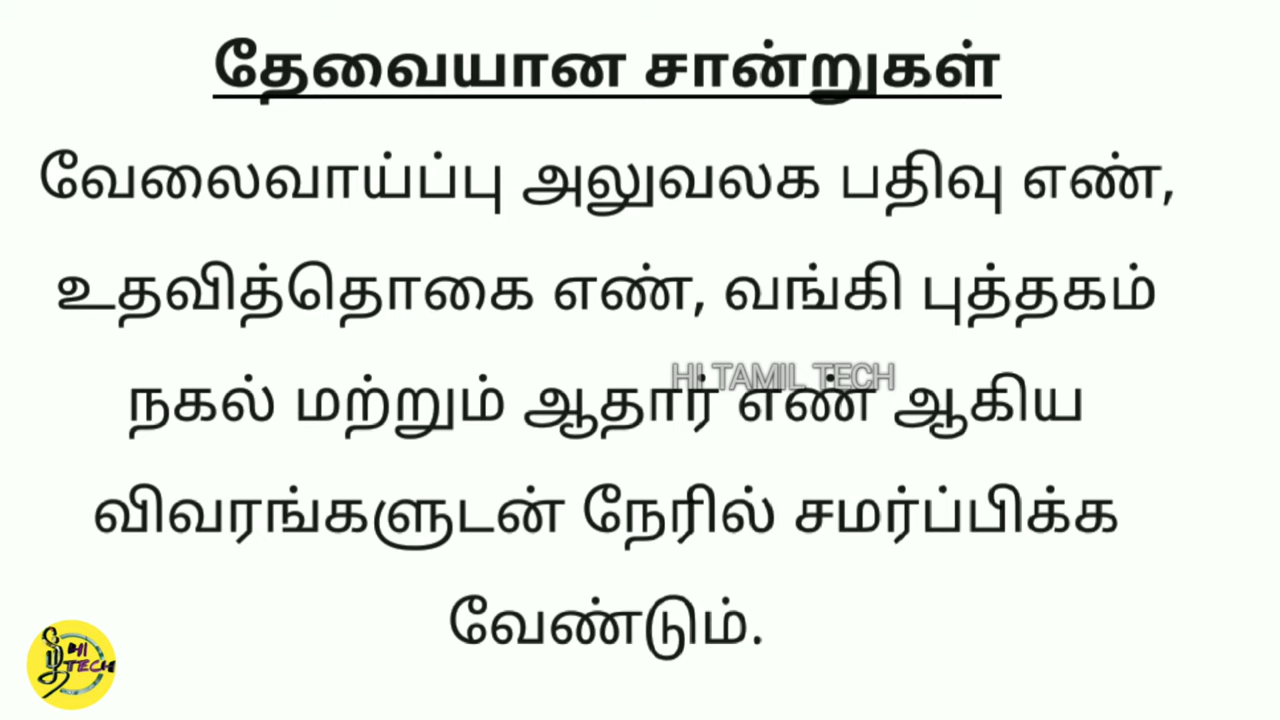 தேவையான சான்றுகள்
வேலைவாய்ப்பு அலுவலக பதிவு எண்,
உதவித்தொகை எண், வங்கி புத்தகம்
HI TAMIL TECH
நகல் மற்றும் ஆதார் எண் ஆகிய
விவரங்களுடன் நேரில் சமர்ப்பிக்க
வேண்டும்.
HI
TECH